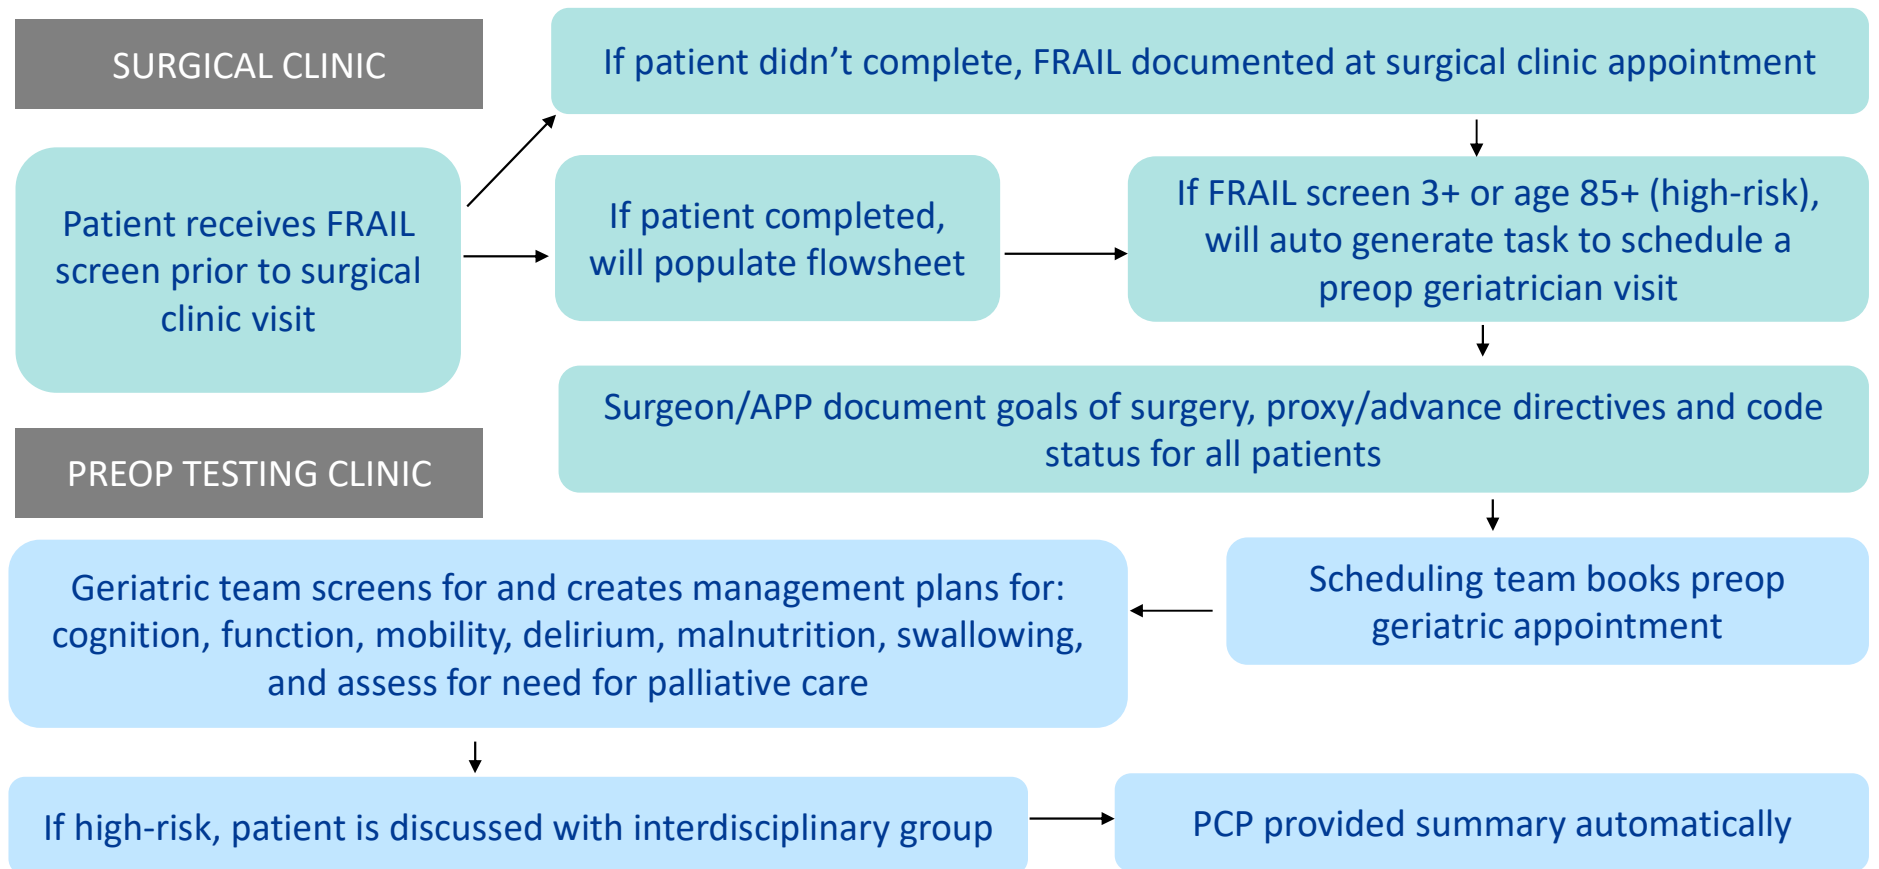 SURGICAL CLINIC
If patient didn’t complete, FRAIL documented at surgical clinic appointment
Patient receives FRAIL
screen prior to surgical
clinic visit
If patient completed,
will populate flowsheet
If FRAIL screen 3+ or age 85+ (high-risk),
will auto generate task to schedule a
preop geriatrician visit
Surgeon/APP document goals of surgery, proxy/advance directives and code
status for all patients
PREOP TESTING CLINIC
Scheduling team books preop
geriatric appointment
Geriatric team screens for and creates management plans for:
cognition, function, mobility, delirium, malnutrition, swallowing,
and assess for need for palliative care
If high-risk, patient is discussed with interdisciplinary group
PCP provided summary automatically